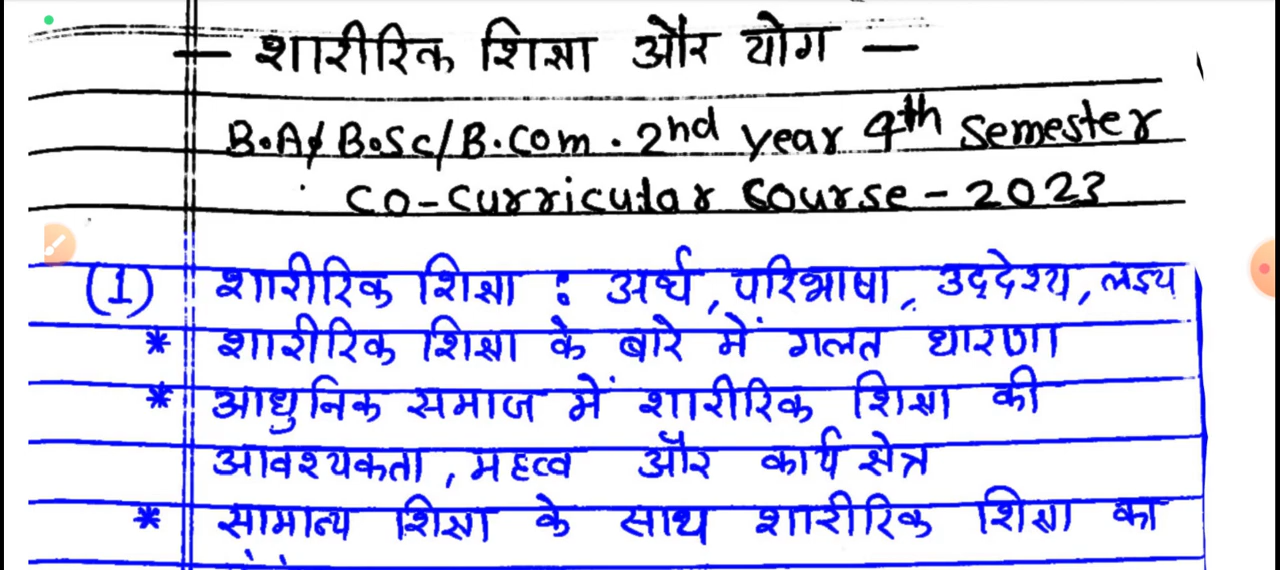 — शारीरिक शिक्षा और योग —
B.A/B.Sc/B.Com. 2nd year 4th Semester
Co-Curricular Course - 2023
(1) शारीरिक शिक्षा : अर्थ, परिभाषा, उद्देश्य, लक्ष्य
* शारीरिक शिक्षा के बारे में गलत धारणा
* आधुनिक समाज में शारीरिक शिक्षा की
आवश्यकता, महत्व और कार्य क्षेत्र
* सामान्य शिक्षा के साथ शारीरिक शिक्षा का